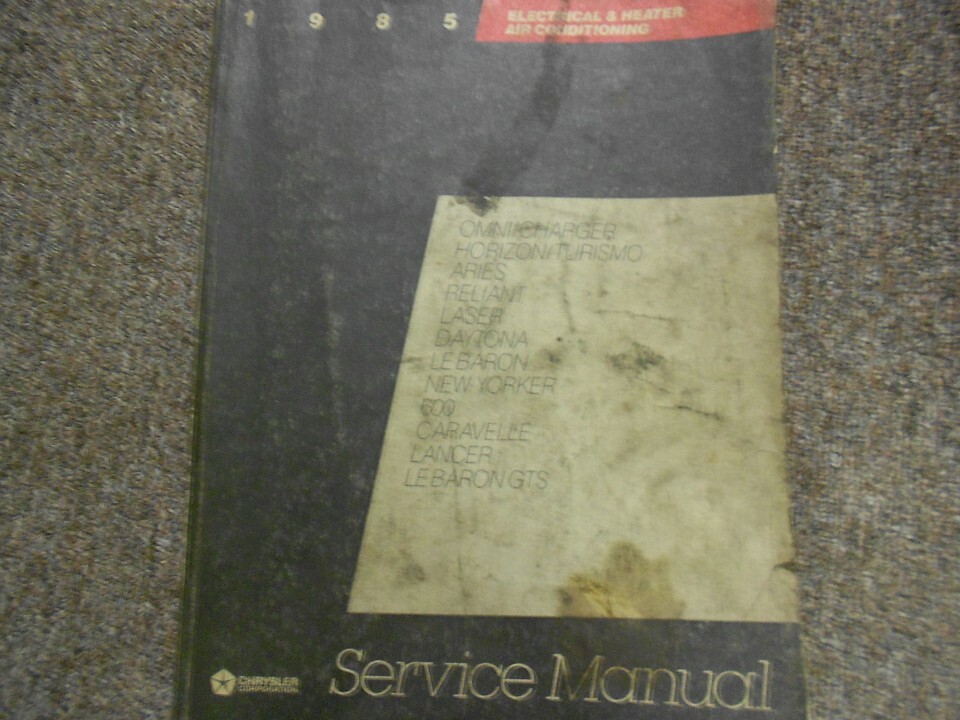 1 9 8 5
ELECTRICAL & HEATER
AIR CONDITIONING
OMNI/CHARGER
HORIZON/TURISMO
ARIES
RELIANT
LASER
DAYTONA
LE BARON
NEW YORKER
600
CARAVELLE
LANCER
LE BARON GTS
CHRYSLER
CORPORATION
Service Manual